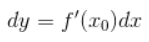 dy = f'(x₀)dx